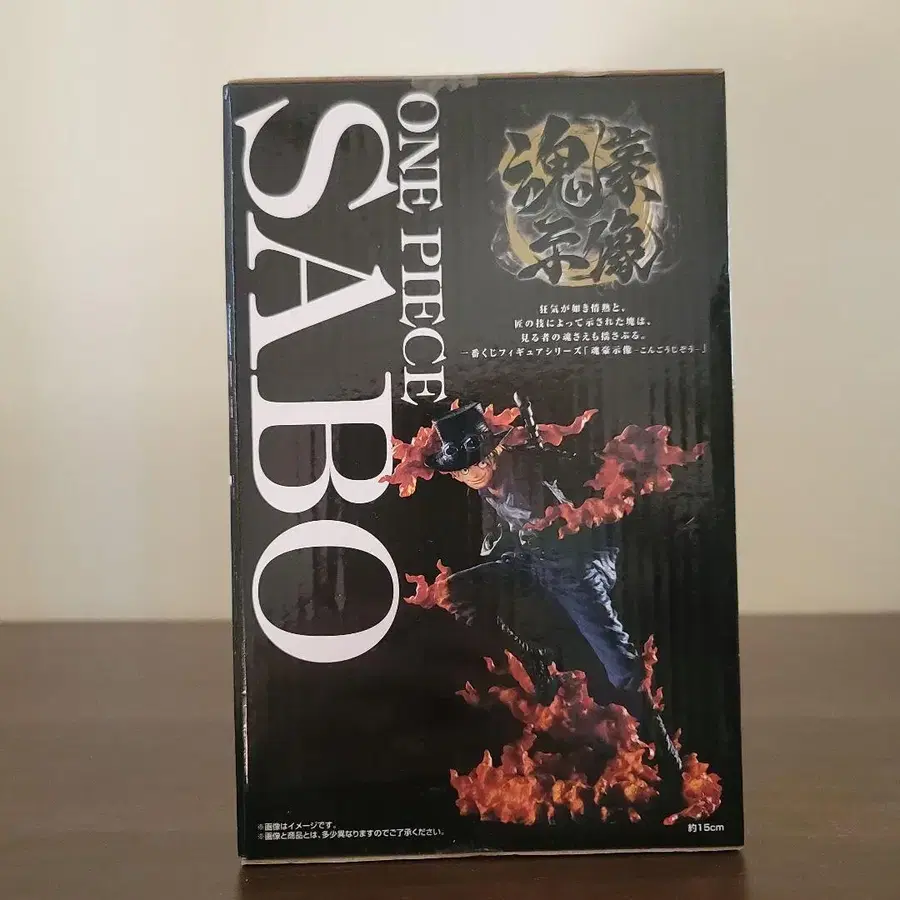 ONE PIECE
SABO
魂豪
示像
狂気が如き情熱と、
匠の技によって示された塊は、
見る者の魂さえも揺さぶる。
一番くじフィギュアシリーズ「魂豪示像-こんごうじぞう-」
※画像はイメージです。
※画像と商品とは、多少異なりますのでご了承ください。
約15cm